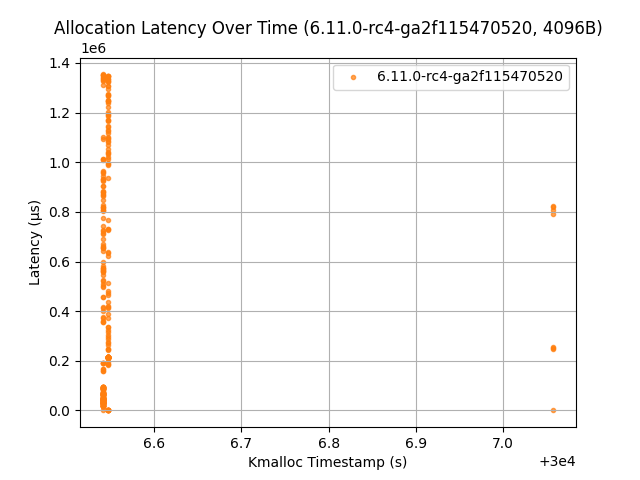 Allocation Latency Over Time (6.11.0-rc4-ga2f115470520, 4096B)
1e6
6.11.0-rc4-ga2f115470520
1.4
1.2
1.0
0.8
0.6
0.4
0.2
0.0
Latency (µs)
6.6 6.7 6.8 6.9 7.0
Kmalloc Timestamp (s)
+3e4